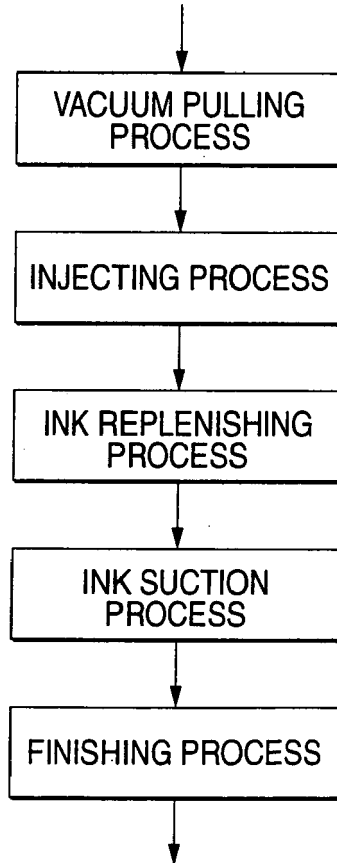 VACUUM PULLING
PROCESS
INJECTING PROCESS
INK REPLENISHING
PROCESS
INK SUCTION
PROCESS
FINISHING PROCESS